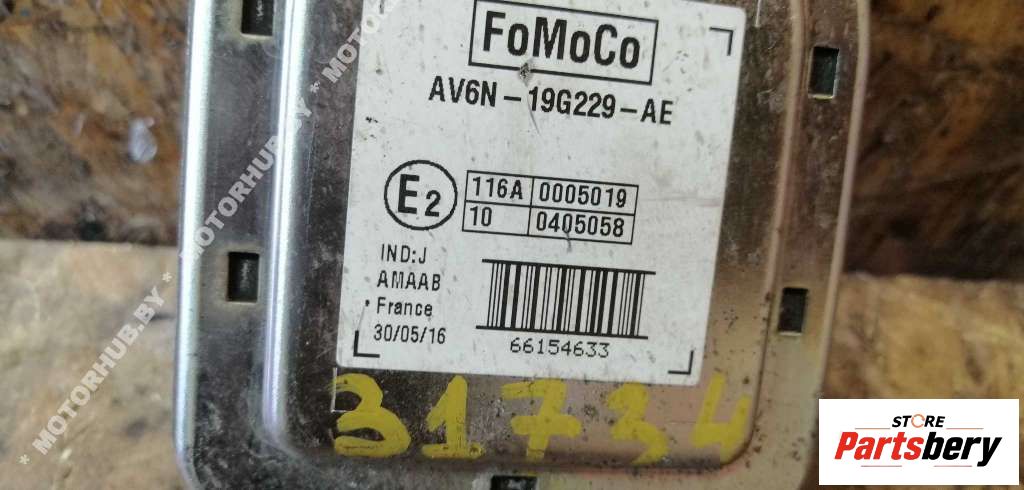 FoMoCo
AV6N-19G229-AE
E2
116A 0005019
10 0405058
IND:J
AMAAB
France
30/05/16
66154633
31734
* MOTORHUB.BY * MOTORHUB.BY * MOTORHUB
STORE
Partsbery